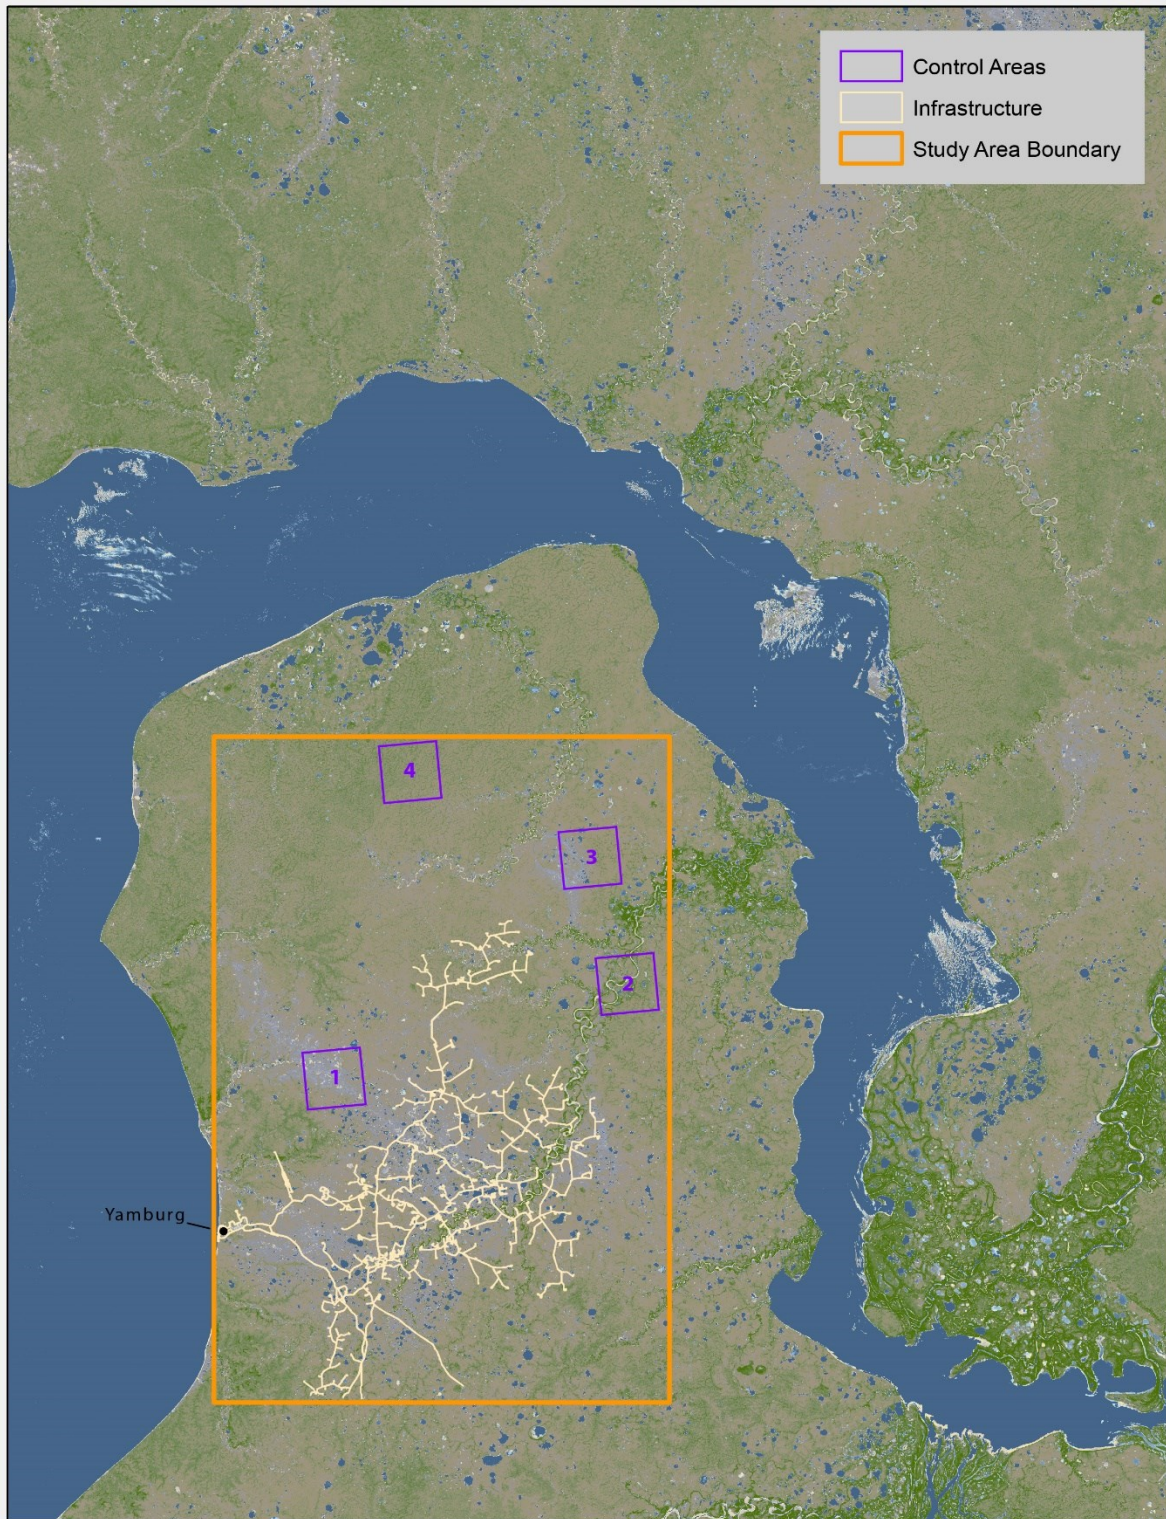 Control Areas
Infrastructure
Study Area Boundary
4
3
2
1
Yamburg